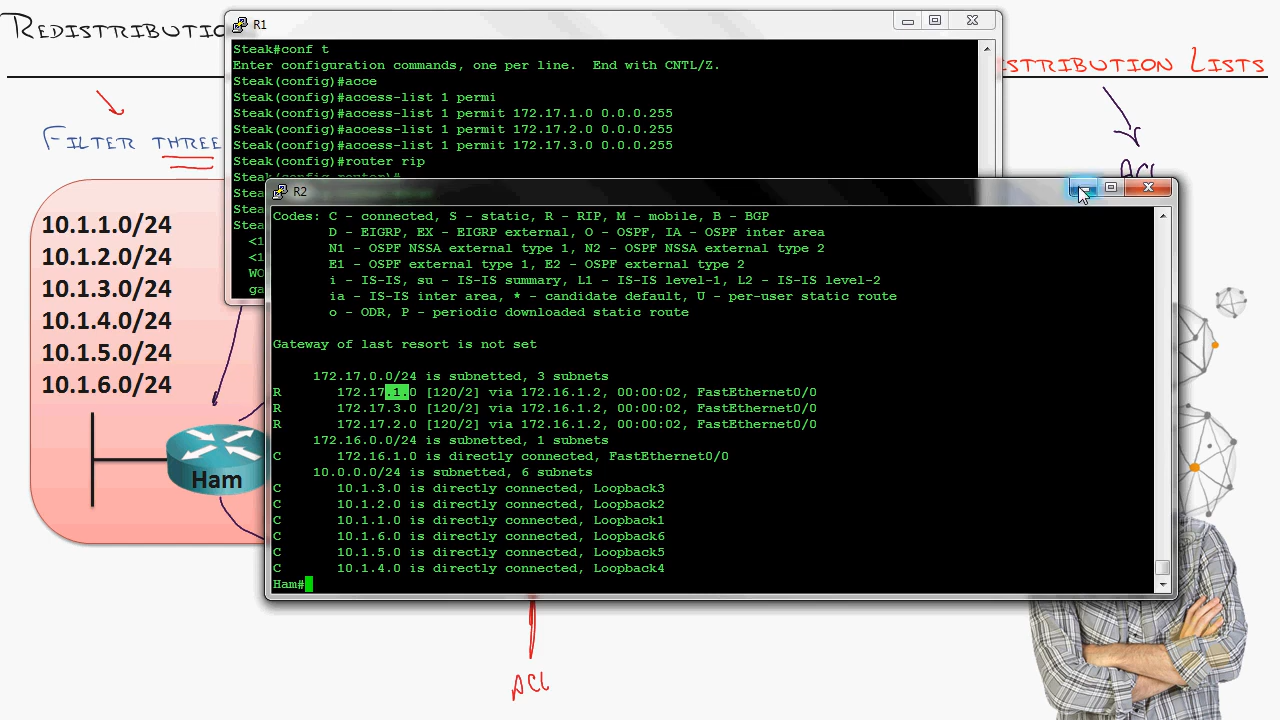 REDISTRIBUTIO
STRIBUTION LISTS
FILTER THREE
ACL
R1
Steak#conf t
Enter configuration commands, one per line.  End with CNTL/Z.
Steak(config)#acce
Steak(config)#access-list 1 permi
Steak(config)#access-list 1 permit 172.17.1.0 0.0.0.255
Steak(config)#access-list 1 permit 172.17.2.0 0.0.0.255
Steak(config)#access-list 1 permit 172.17.3.0 0.0.0.255
Steak(config)#router rip
Stea
Stea
Stea
Stea
<1
<1
WO
ga
10.1.1.0/24
10.1.2.0/24
10.1.3.0/24
10.1.4.0/24
10.1.5.0/24
10.1.6.0/24
Ham
R2
Codes: C - connected, S - static, R - RIP, M - mobile, B - BGP
D - EIGRP, EX - EIGRP external, O - OSPF, IA - OSPF inter area
N1 - OSPF NSSA external type 1, N2 - OSPF NSSA external type 2
E1 - OSPF external type 1, E2 - OSPF external type 2
i - IS-IS, su - IS-IS summary, L1 - IS-IS level-1, L2 - IS-IS level-2
ia - IS-IS inter area, * - candidate default, U - per-user static route
o - ODR, P - periodic downloaded static route
Gateway of last resort is not set
172.17.0.0/24 is subnetted, 3 subnets
R 172.17.1.0 [120/2] via 172.16.1.2, 00:00:02, FastEthernet0/0
R 172.17.3.0 [120/2] via 172.16.1.2, 00:00:02, FastEthernet0/0
R 172.17.2.0 [120/2] via 172.16.1.2, 00:00:02, FastEthernet0/0
172.16.0.0/24 is subnetted, 1 subnets
C 172.16.1.0 is directly connected, FastEthernet0/0
10.0.0.0/24 is subnetted, 6 subnets
C 10.1.3.0 is directly connected, Loopback3
C 10.1.2.0 is directly connected, Loopback2
C 10.1.1.0 is directly connected, Loopback1
C 10.1.6.0 is directly connected, Loopback6
C 10.1.5.0 is directly connected, Loopback5
C 10.1.4.0 is directly connected, Loopback4
Ham#
ACL